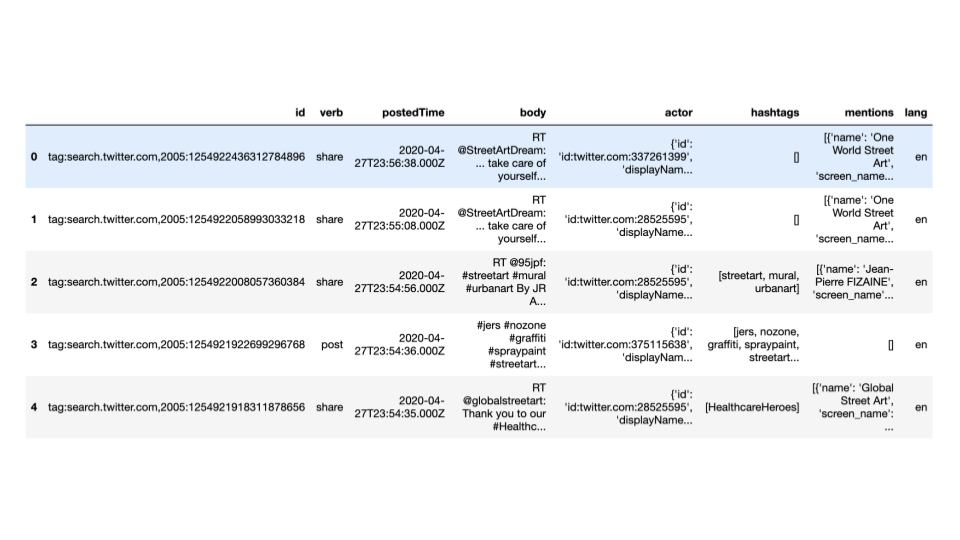 id verb postedTime body actor hashtags mentions lang
0 tag:search.twitter.com,2005:1254922436312784896 share 2020-04-27T23:56:38.000Z RT @StreetArtDream: ... take care of yourself... {'id': 'id:twitter.com:337261399', 'displayNam... [] [{'name': 'One World Street Art', 'screen_name... en
1 tag:search.twitter.com,2005:1254922058993033218 share 2020-04-27T23:55:08.000Z RT @StreetArtDream: ... take care of yourself... {'id': 'id:twitter.com:28525595', 'displayName... [] [{'name': 'One World Street Art', 'screen_name... en
2 tag:search.twitter.com,2005:1254922008057360384 share 2020-04-27T23:54:56.000Z RT @95jpf: #streetart #mural #urbanart By JR A... {'id': 'id:twitter.com:28525595', 'displayName... [streetart, mural, urbanart] [{'name': 'Jean-Pierre FIZAINE', 'screen_name'... en
3 tag:search.twitter.com,2005:1254921922699296768 post 2020-04-27T23:54:36.000Z #jers #nozone #graffiti #spraypaint #streetart... {'id': 'id:twitter.com:375115638', 'displayNam... [jers, nozone, graffiti, spraypaint, streetart... [] en
4 tag:search.twitter.com,2005:1254921918311878656 share 2020-04-27T23:54:35.000Z RT @globalstreetart: Thank you to our #Healthc... {'id': 'id:twitter.com:28525595', 'displayName... [HealthcareHeroes] [{'name': 'Global Street Art', 'screen_name': ... en